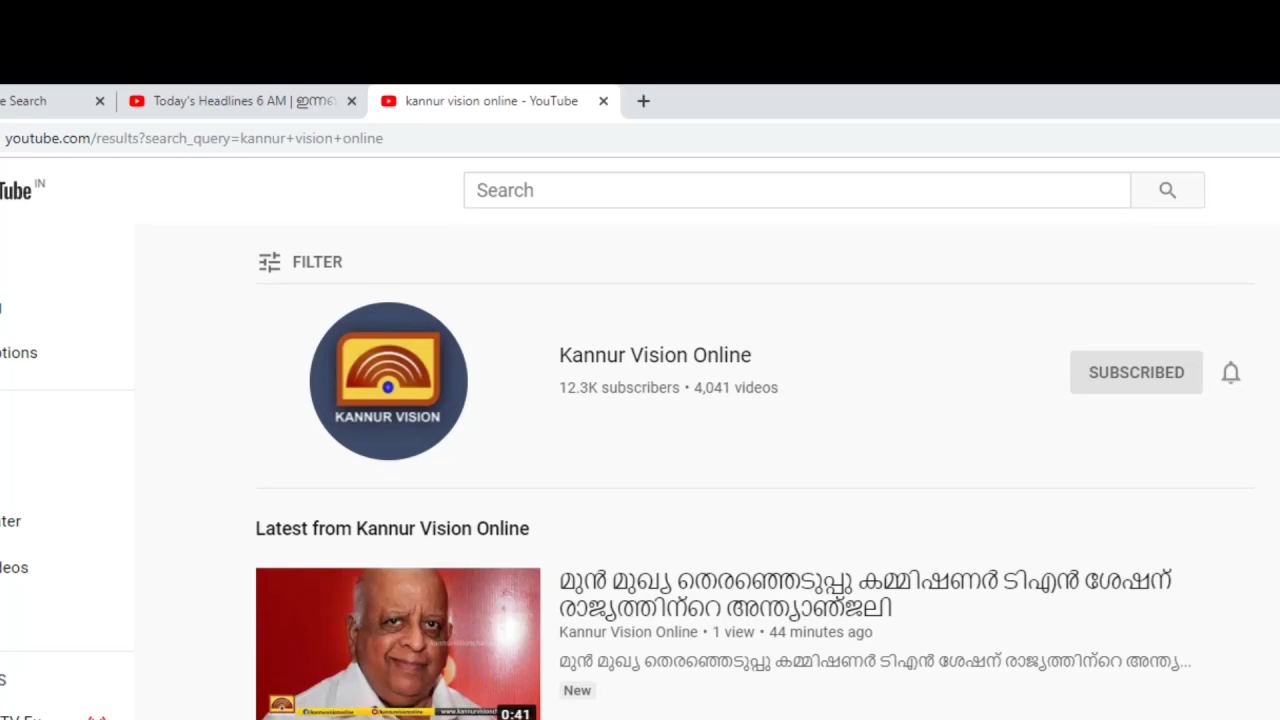 e Search
Today's Headlines 6 AM | ഇന്നത്
kannur vision online - YouTube
youtube.com/results?search_query=kannur+vision+online
Tube IN
Search
FILTER
otions
KANNUR VISION
Kannur Vision Online
12.3K subscribers • 4,041 videos
SUBSCRIBED
Latest from Kannur Vision Online
മുൻ മുഖ്യ തെരഞ്ഞെടുപ്പു കമ്മിഷണർ ടിഎൻ ശേഷന്
രാജ്യത്തിന്റെ അന്ത്യാഞ്ജലി
Kannur Vision Online • 1 view • 44 minutes ago
മുൻ മുഖ്യ തെരഞ്ഞെടുപ്പു കമ്മിഷണർ ടിഎൻ ശേഷന് രാജ്യത്തിന്റെ അന്ത്യ...
New
0:41